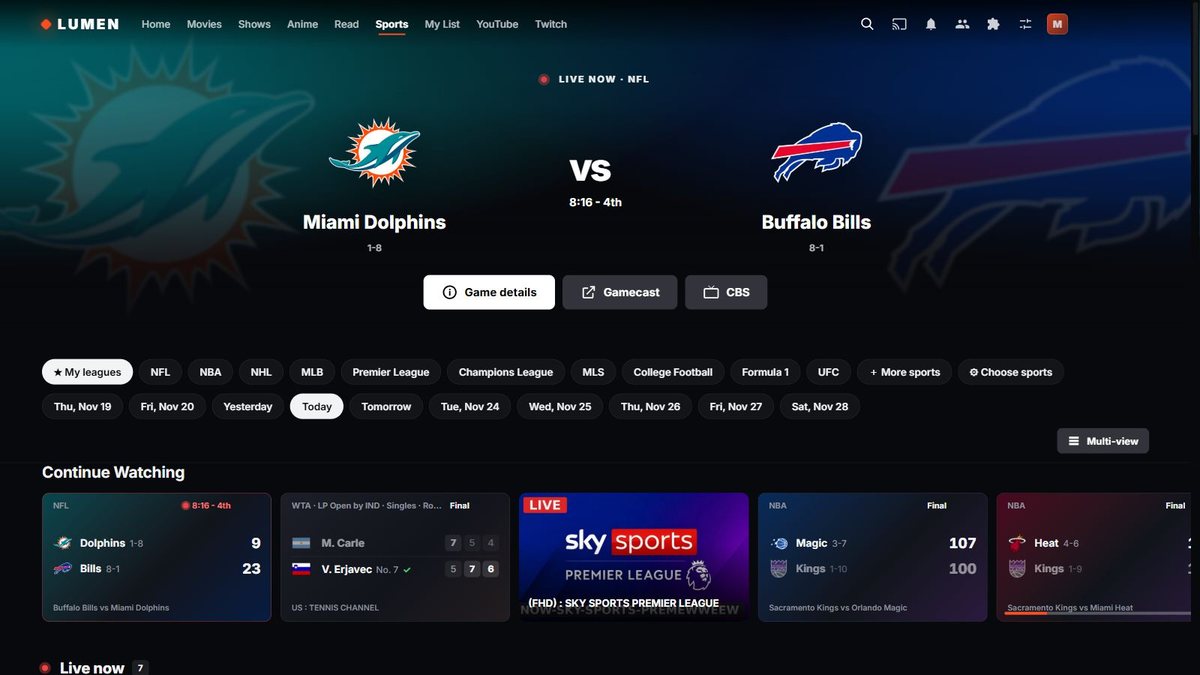 LUMEN Home Movies Shows Anime Read Sports My List YouTube Twitch M
LIVE NOW · NFL
VS
8:16 - 4th
Miami Dolphins
1-8
Buffalo Bills
8-1
Game details Gamecast CBS
★ My leagues NFL NBA NHL MLB Premier League Champions League MLS College Football Formula 1 UFC + More sports ⚙ Choose sports
Thu, Nov 19 Fri, Nov 20 Yesterday Today Tomorrow Tue, Nov 24 Wed, Nov 25 Thu, Nov 26 Fri, Nov 27 Sat, Nov 28
Multi-view
Continue Watching
NFL 8:16 - 4th
Dolphins 1-8 9
Bills 8-1 23
Buffalo Bills vs Miami Dolphins
WTA · LP Open by IND · Singles · Ro... Final
M. Carle 7 5 4
V. Erjavec No. 7 ✓ 5 7 6
US : TENNIS CHANNEL
LIVE
sky sports
PREMIER LEAGUE
(FHD) : SKY SPORTS PREMIER LEAGUE
NBA Final
Magic 3-7 107
Kings 1-10 100
Sacramento Kings vs Orlando Magic
NBA Final
Heat 4-6
Kings 1-9
Sacramento Kings vs Miami Heat
Live now 7